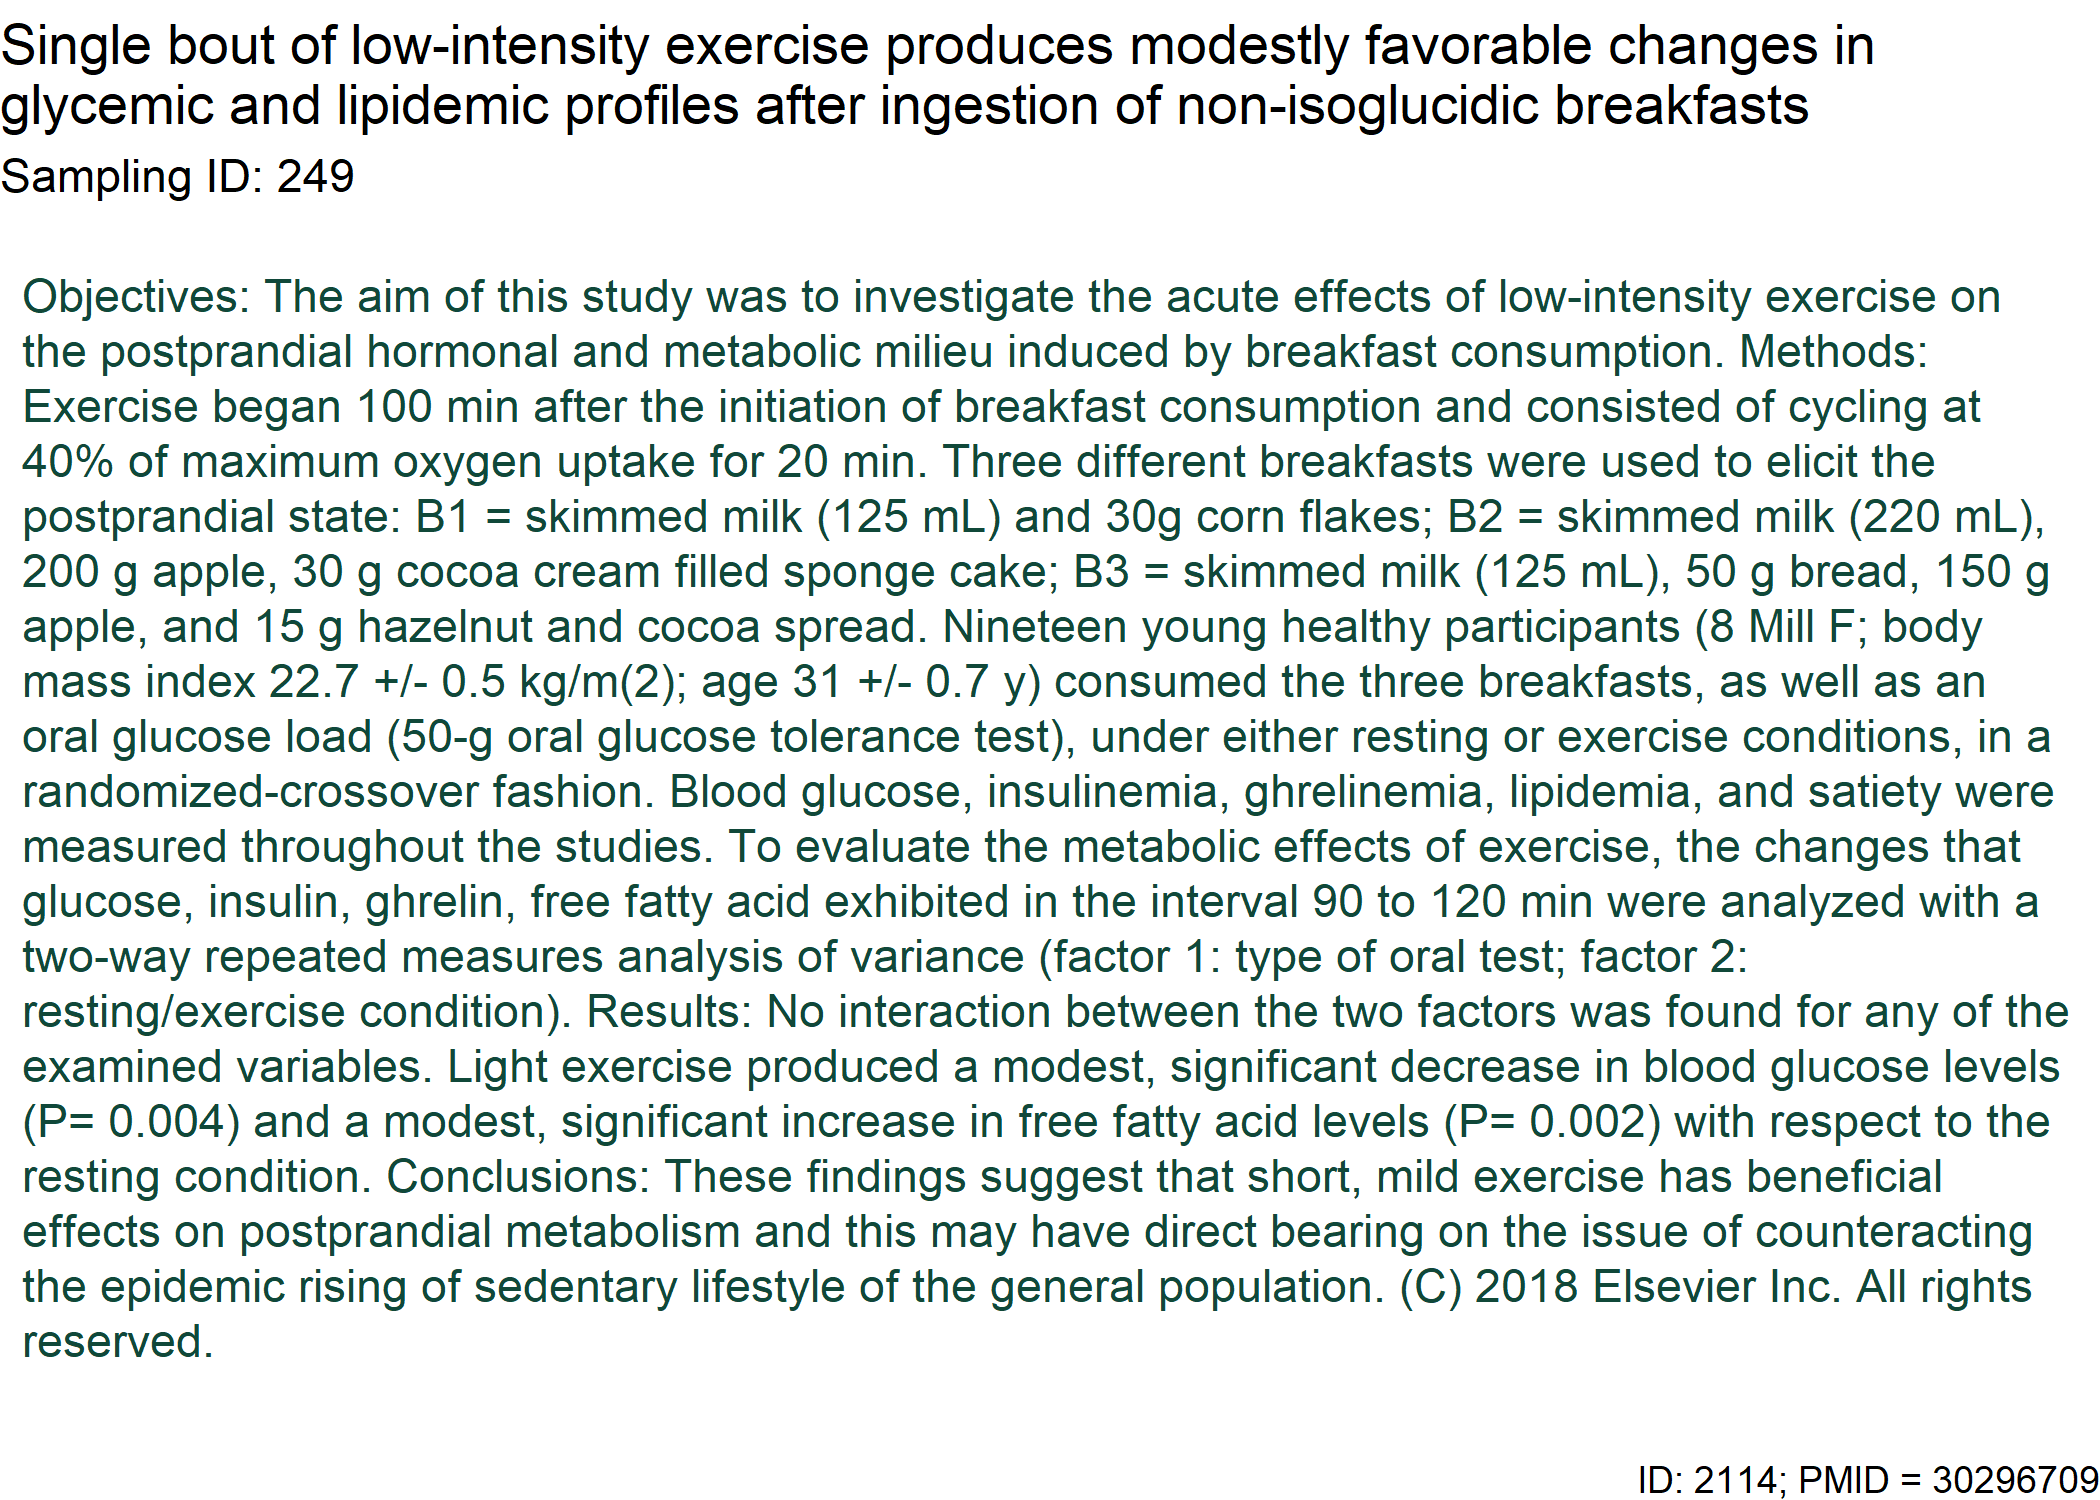 Single bout of low-intensity exercise produces modestly favorable changes in
glycemic and lipidemic profiles after ingestion of non-isoglucidic breakfasts
Sampling ID: 249
Objectives: The aim of this study was to investigate the acute effects of low-intensity exercise on
the postprandial hormonal and metabolic milieu induced by breakfast consumption. Methods:
Exercise began 100 min after the initiation of breakfast consumption and consisted of cycling at
40% of maximum oxygen uptake for 20 min. Three different breakfasts were used to elicit the
postprandial state: B1 = skimmed milk (125 mL) and 30g corn flakes; B2 = skimmed milk (220 mL),
200 g apple, 30 g cocoa cream filled sponge cake; B3 = skimmed milk (125 mL), 50 g bread, 150 g
apple, and 15 g hazelnut and cocoa spread. Nineteen young healthy participants (8 Mill F; body
mass index 22.7 +/- 0.5 kg/m(2); age 31 +/- 0.7 y) consumed the three breakfasts, as well as an
oral glucose load (50-g oral glucose tolerance test), under either resting or exercise conditions, in a
randomized-crossover fashion. Blood glucose, insulinemia, ghrelinemia, lipidemia, and satiety were
measured throughout the studies. To evaluate the metabolic effects of exercise, the changes that
glucose, insulin, ghrelin, free fatty acid exhibited in the interval 90 to 120 min were analyzed with a
two-way repeated measures analysis of variance (factor 1: type of oral test; factor 2:
resting/exercise condition). Results: No interaction between the two factors was found for any of the
examined variables. Light exercise produced a modest, significant decrease in blood glucose levels
(P= 0.004) and a modest, significant increase in free fatty acid levels (P= 0.002) with respect to the
resting condition. Conclusions: These findings suggest that short, mild exercise has beneficial
effects on postprandial metabolism and this may have direct bearing on the issue of counteracting
the epidemic rising of sedentary lifestyle of the general population. (C) 2018 Elsevier Inc. All rights
reserved.
ID: 2114; PMID = 30296709